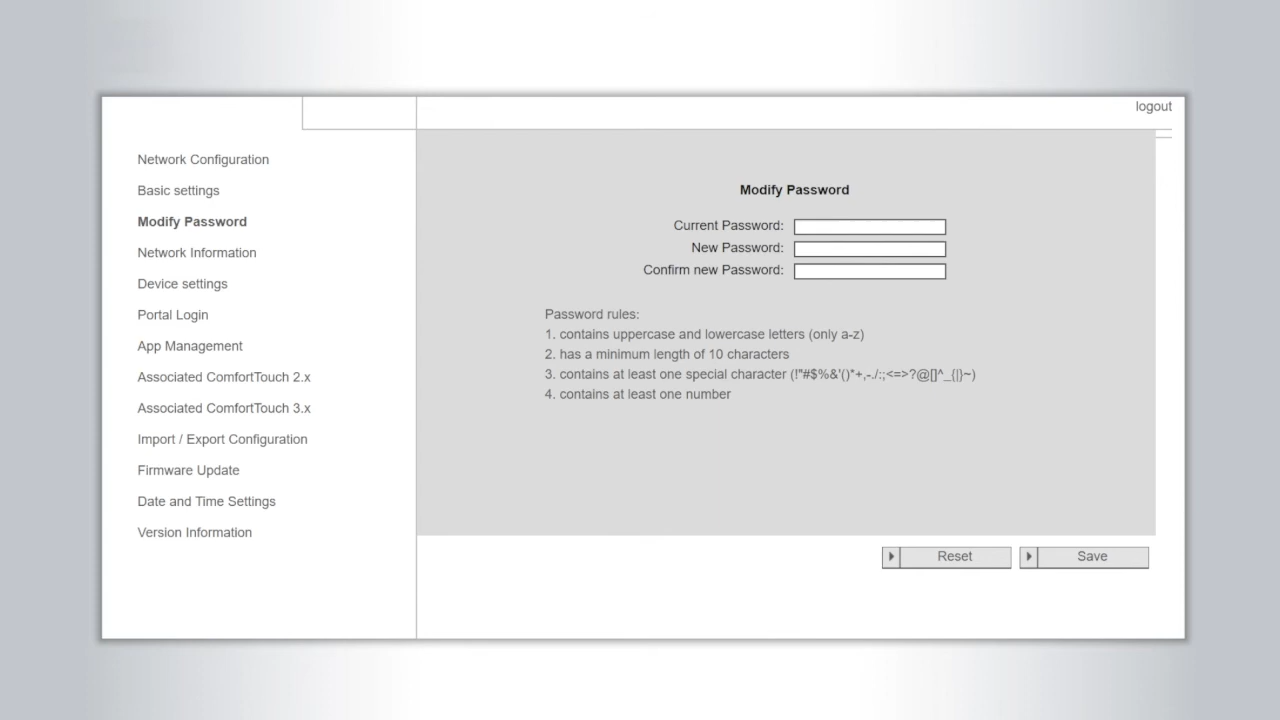 logout
Network Configuration
Basic settings
Modify Password
Network Information
Device settings
Portal Login
App Management
Associated ComfortTouch 2.x
Associated ComfortTouch 3.x
Import / Export Configuration
Firmware Update
Date and Time Settings
Version Information
Modify Password
Current Password:
New Password:
Confirm new Password:
Password rules:
1. contains uppercase and lowercase letters (only a-z)
2. has a minimum length of 10 characters
3. contains at least one special character (!"#$%&'()*+,-./:;<=>?@[]^_{|}~)
4. contains at least one number
Reset
Save